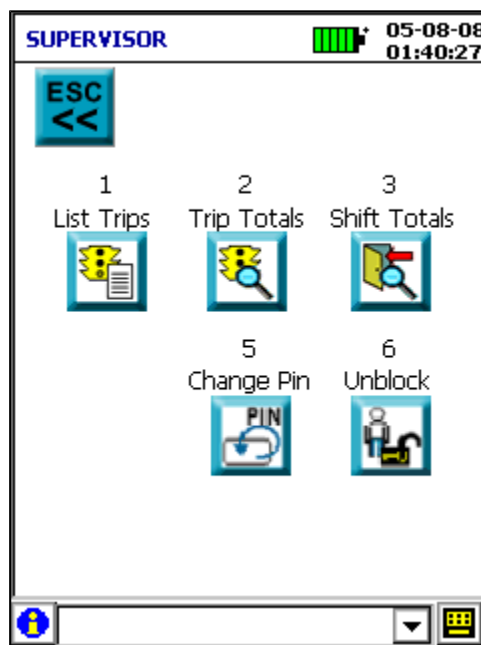 SUPERVISOR
05-08-08
01:40:27
ESC
<<
1 2 3
List Trips Trip Totals Shift Totals
5 6
Change Pin Unblock
PIN